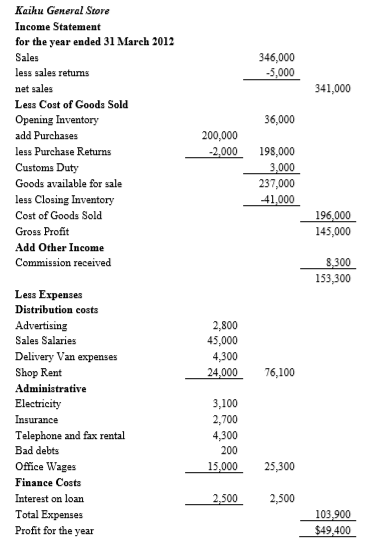 Kaihu General Store
Income Statement
for the year ended 31 March 2012
Sales 346,000
less sales returns -5,000
net sales 341,000
Less Cost of Goods Sold
Opening Inventory 36,000
add Purchases 200,000
less Purchase Returns -2,000 198,000
Customs Duty 3,000
Goods available for sale 237,000
less Closing Inventory -41,000
Cost of Goods Sold 196,000
Gross Profit 145,000
Add Other Income
Commission received 8,300
153,300
Less Expenses
Distribution costs
Advertising 2,800
Sales Salaries 45,000
Delivery Van expenses 4,300
Shop Rent 24,000 76,100
Administrative
Electricity 3,100
Insurance 2,700
Telephone and fax rental 4,300
Bad debts 200
Office Wages 15,000 25,300
Finance Costs
Interest on loan 2,500 2,500
Total Expenses 103,900
Profit for the year $49,400